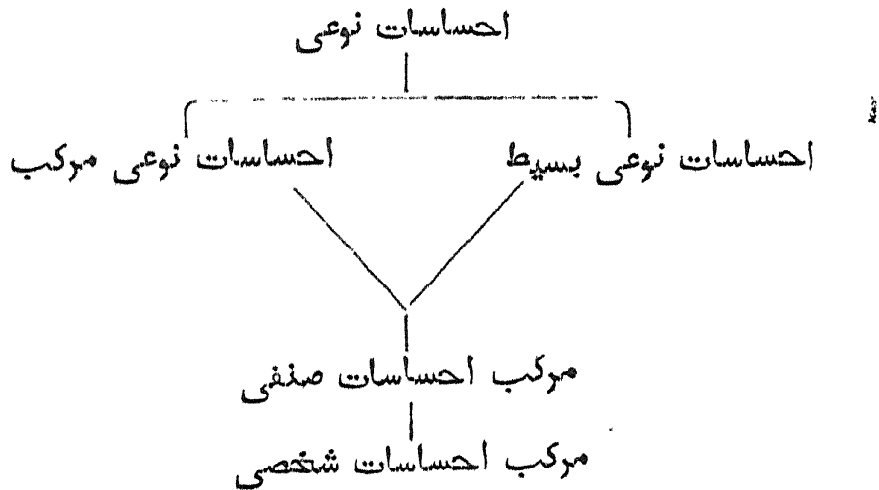 احساسات نوعی
احساسات نوعی بسیط
احساسات نوعی مرکب
مرکب احساسات صنفی
مرکب احساسات شخصی